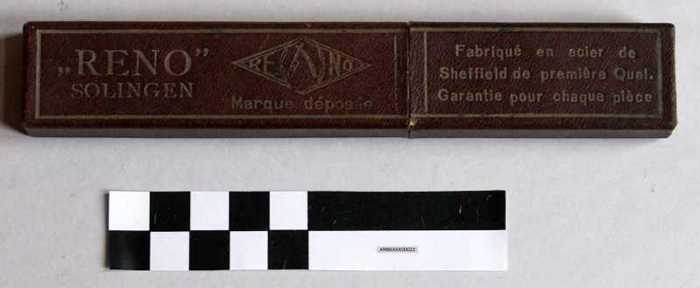 „RENO”
SOLINGEN
RENO
Marque déposée
Fabriqué en acier de
Sheffield de première Qual.
Garantie pour chaque pièce